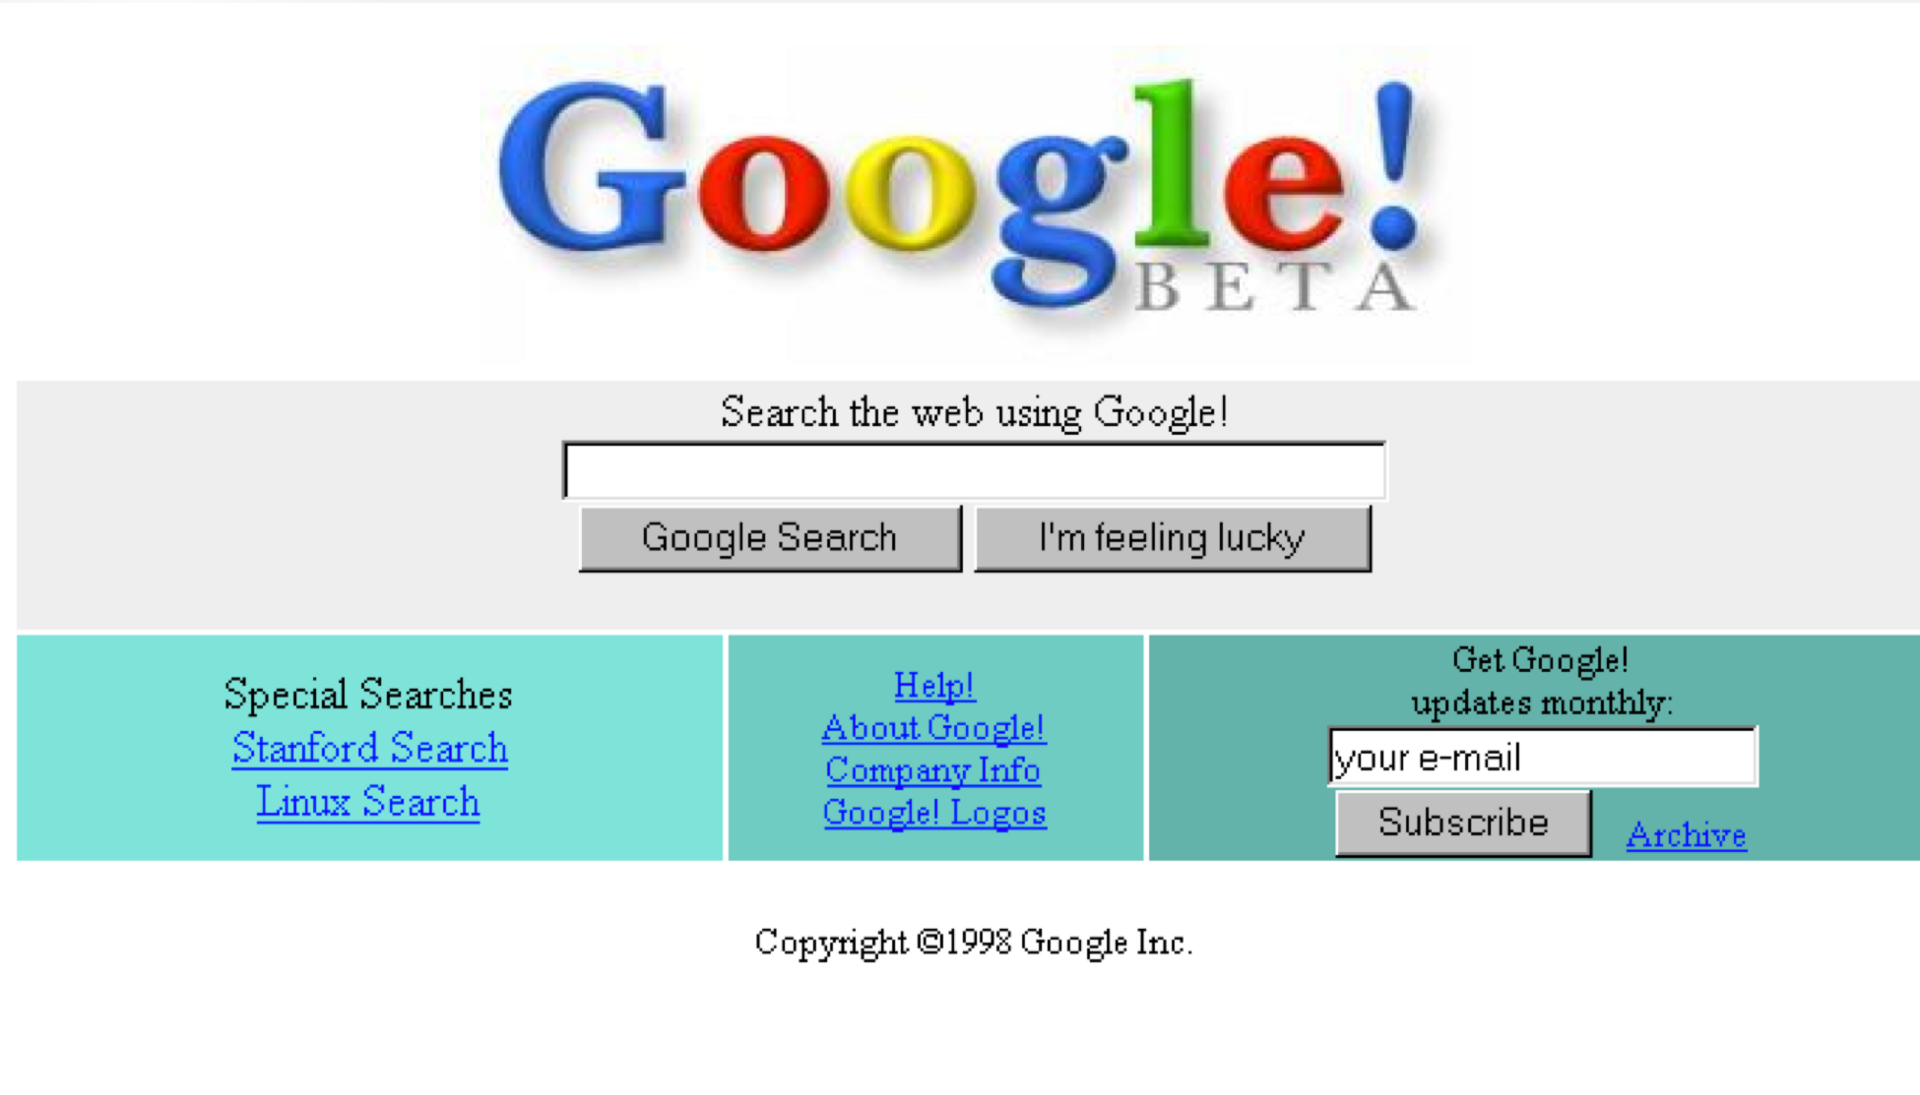 Google!
BETA
Search the web using Google!
Google Search I'm feeling lucky
Special Searches
Stanford Search
Linux Search
Help!
About Google!
Company Info
Google! Logos
Get Google!
updates monthly:
your e-mail
Subscribe Archive
Copyright ©1998 Google Inc.